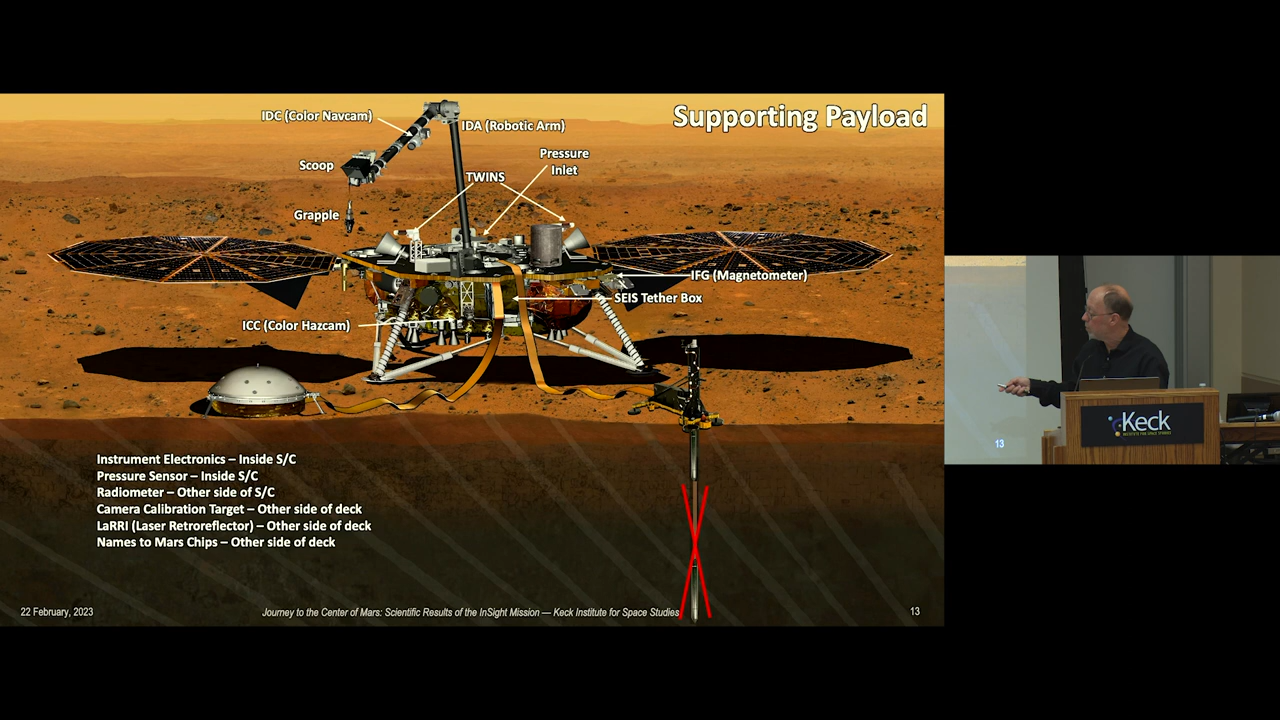 Supporting Payload
IDC (Color Navcam)
IDA (Robotic Arm)
Pressure
Inlet
Scoop
TWINS
Grapple
IFG (Magnetometer)
SEIS Tether Box
ICC (Color Hazcam)
Instrument Electronics – Inside S/C
Pressure Sensor – Inside S/C
Radiometer – Other side of S/C
Camera Calibration Target – Other side of deck
LaRRI (Laser Retroreflector) – Other side of deck
Names to Mars Chips – Other side of deck
22 February, 2023
Journey to the Center of Mars: Scientific Results of the InSight Mission — Keck Institute for Space Studies
13
Keck
INSTITUTE FOR SPACE STUDIES
13